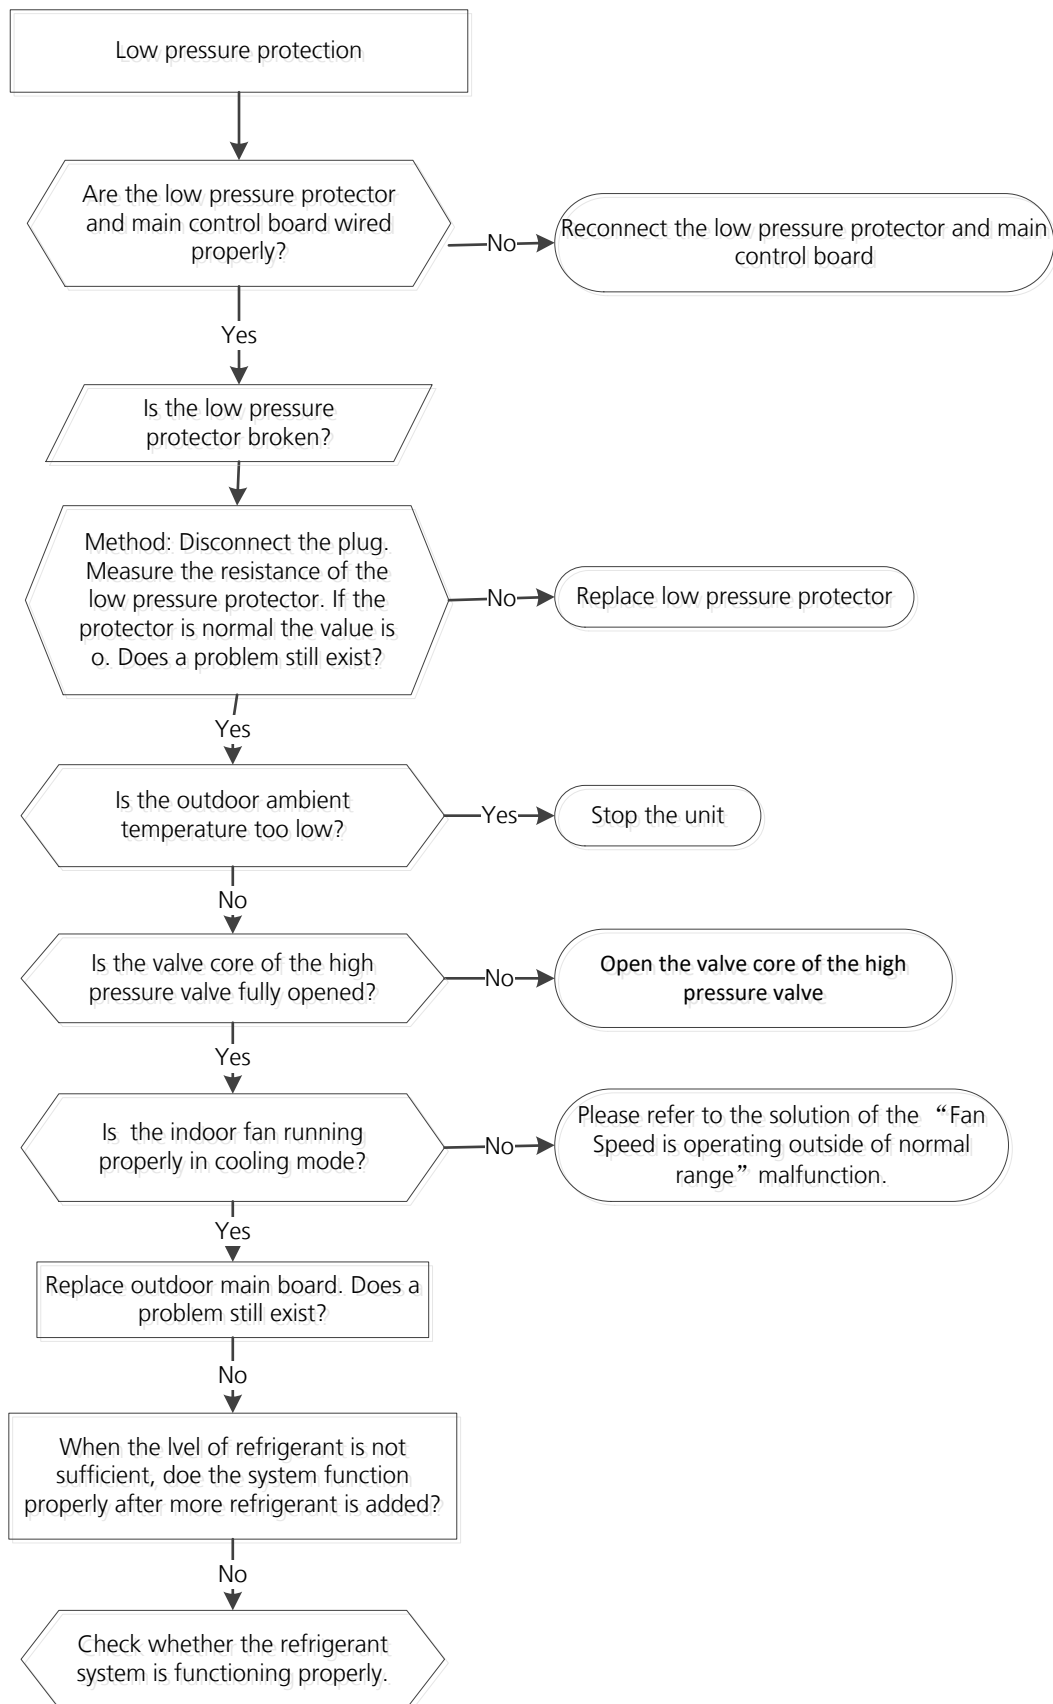 Low pressure protection
Are the low pressure protector
and main control board wired
properly?
No
Reconnect the low pressure protector and main
control board
Yes
Is the low pressure
protector broken?
Method: Disconnect the plug.
Measure the resistance of the
low pressure protector. If the
protector is normal the value is
o. Does a problem still exist?
No
Replace low pressure protector
Yes
Is the outdoor ambient
temperature too low?
Yes
Stop the unit
No
Is the valve core of the high
pressure valve fully opened?
No
Open the valve core of the high
pressure valve
Yes
Is  the indoor fan running
properly in cooling mode?
No
Please refer to the solution of the “Fan
Speed is operating outside of normal
range” malfunction.
Yes
Replace outdoor main board. Does a
problem still exist?
No
When the lvel of refrigerant is not
sufficient, doe the system function
properly after more refrigerant is added?
No
Check whether the refrigerant
system is functioning properly.